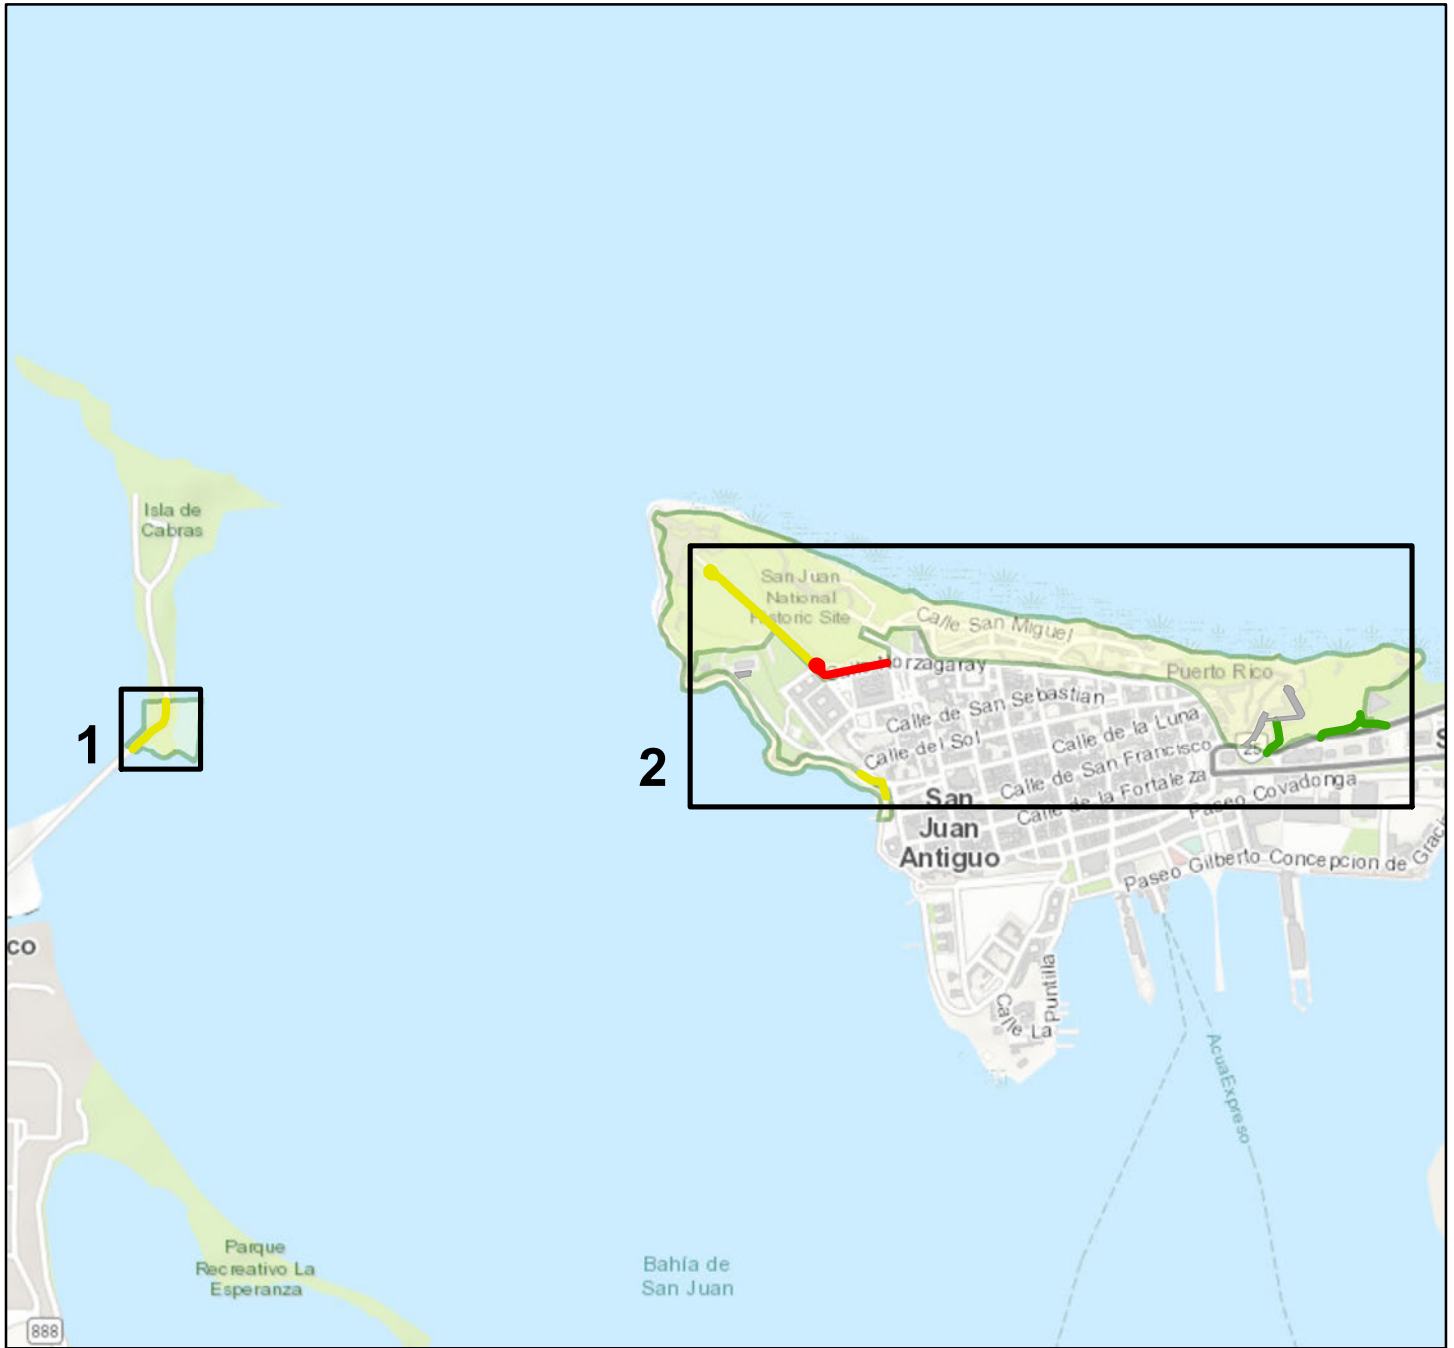 Isla de
Cabras
San Juan
National
Historic Site
Calle San Miguel
Norzagaray
Puerto Rico
Calle de San Sebastian
Calle de la Luna
Calle del Sol
Calle de San Francisco
25
1
2
Calle de la Fortaleza
Paseo Covadonga
San
Juan
Antiguo
Paseo Gilberto Concepcion de Graci
S
co
Calle La Puntilla
AcuaExpreso
Parque
Recreativo La
Esperanza
Bahía de
San Juan
888